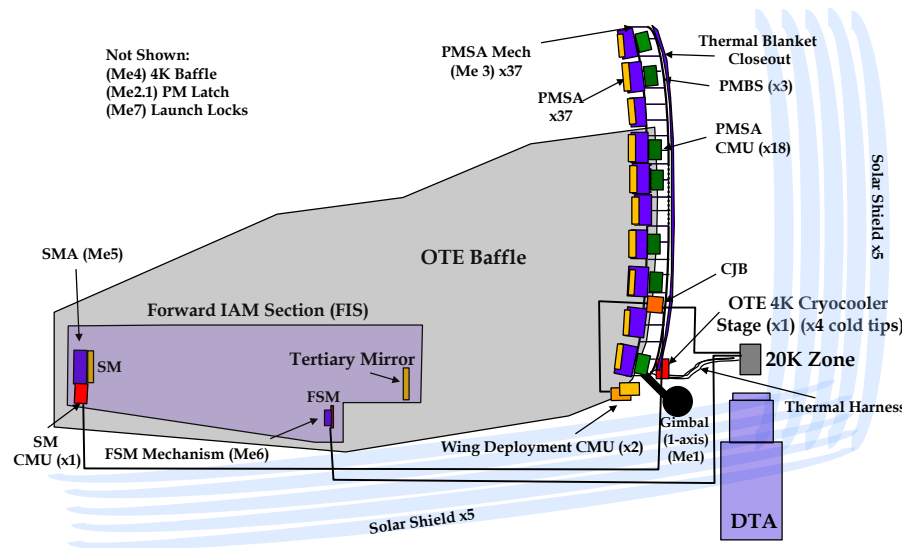 Not Shown:
(Me4) 4K Baffle
(Me2.1) PM Latch
(Me7) Launch Locks
PMSA Mech
(Me 3) x37
Thermal Blanket
Closeout
PMSA
x37
PMBS (x3)
PMSA
CMU (x18)
Solar Shield x5
OTE Baffle
SMA (Me5)
CJB
OTE 4K Cryocooler
Stage (x1) (x4 cold tips)
Forward IAM Section (FIS)
SM
Tertiary Mirror
20K Zone
FSM
Thermal Harness
SM
CMU (x1)
FSM Mechanism (Me6)
Wing Deployment CMU (x2)
Gimbal
(1-axis)
(Me1)
Solar Shield x5
DTA